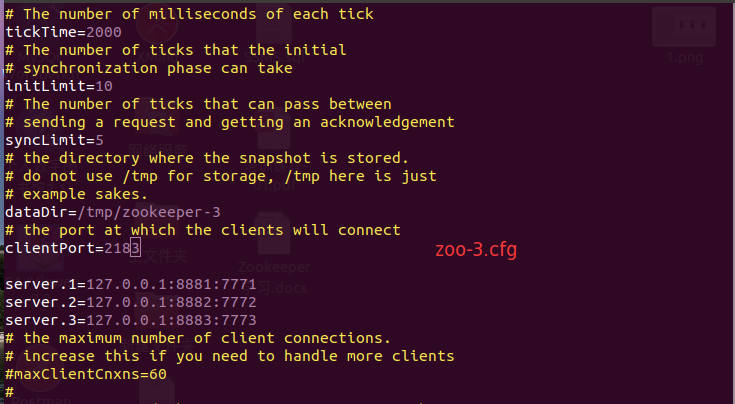 # The number of milliseconds of each tick
tickTime=2000
# The number of ticks that the initial
# synchronization phase can take
initLimit=10
# The number of ticks that can pass between
# sending a request and getting an acknowledgement
syncLimit=5
# the directory where the snapshot is stored.
# do not use /tmp for storage, /tmp here is just
# example sakes.
dataDir=/tmp/zookeeper-3
# the port at which the clients will connect
clientPort=2183
zoo-3.cfg
server.1=127.0.0.1:8881:7771
server.2=127.0.0.1:8882:7772
server.3=127.0.0.1:8883:7773
# the maximum number of client connections.
# increase this if you need to handle more clients
#maxClientCnxns=60
#
1.png
Zookeeper
习.docx
Postman